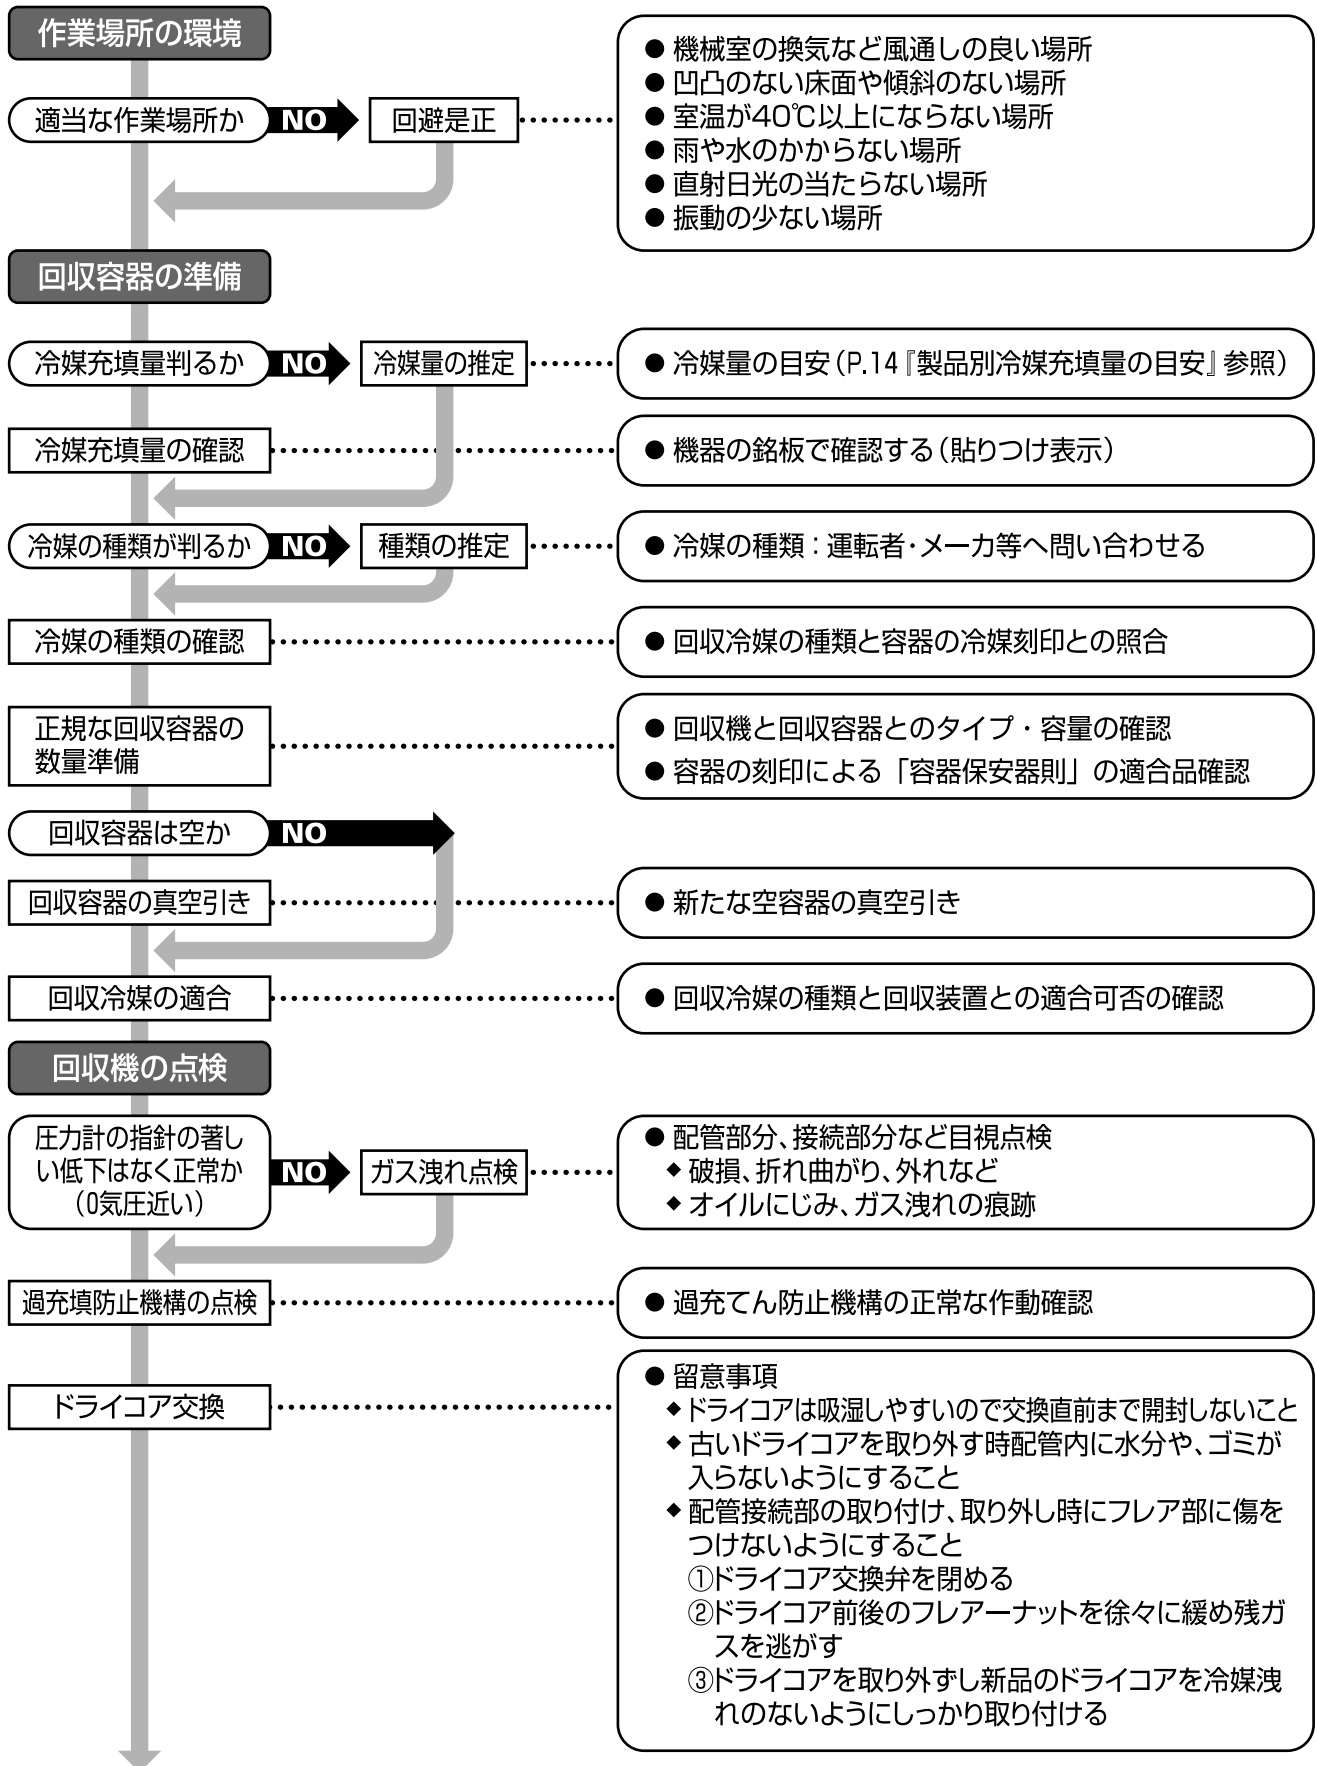 作業場所の環境
適当な作業場所か
NO
回避是正
● 機械室の換気など風通しの良い場所
● 凹凸のない床面や傾斜のない場所
● 室温が40℃以上にならない場所
● 雨や水のかからない場所
● 直射日光の当たらない場所
● 振動の少ない場所
回収容器の準備
冷媒充填量判るか
NO
冷媒量の推定
● 冷媒量の目安（P.14『製品別冷媒充填量の目安』参照）
冷媒充填量の確認
● 機器の銘板で確認する（貼りつけ表示）
冷媒の種類が判るか
NO
種類の推定
● 冷媒の種類：運転者・メーカ等へ問い合わせる
冷媒の種類の確認
● 回収冷媒の種類と容器の冷媒刻印との照合
正規な回収容器の
数量準備
● 回収機と回収容器とのタイプ・容量の確認
● 容器の刻印による「容器保安器則」の適合品確認
回収容器は空か
NO
回収容器の真空引き
● 新たな空容器の真空引き
回収冷媒の適合
● 回収冷媒の種類と回収装置との適合可否の確認
回収機の点検
圧力計の指針の著し
い低下はなく正常か
（0気圧近い）
NO
ガス洩れ点検
● 配管部分、接続部分など目視点検
◆ 破損、折れ曲がり、外れなど
◆ オイルにじみ、ガス洩れの痕跡
過充填防止機構の点検
● 過充てん防止機構の正常な作動確認
ドライコア交換
● 留意事項
◆ ドライコアは吸湿しやすいので交換直前まで開封しないこと
◆ 古いドライコアを取り外す時配管内に水分や、ゴミが
入らないようにすること
◆ 配管接続部の取り付け、取り外し時にフレア部に傷を
つけないようにすること
①ドライコア交換弁を閉める
②ドライコア前後のフレアーナットを徐々に緩め残ガ
スを逃がす
③ドライコアを取り外ずし新品のドライコアを冷媒洩
れのないようにしっかり取り付ける